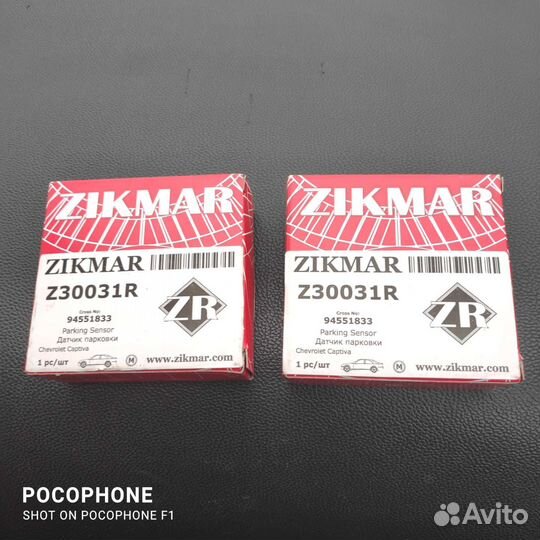 ZIKMAR
ZIKMAR
Z30031R
Cross No:
94551833
Parking Sensor
Датчик парковки
Chevrolet Captiva
1 pc/шт
M
www.zikmar.com
ZR
ZIKMAR
ZIKMAR
Z30031R
Cross No:
94551833
Parking Sensor
Датчик парковки
Chevrolet Captiva
1 pc/шт
M
www.zikmar.com
ZR
POCOPHONE
SHOT ON POCOPHONE F1
Avito